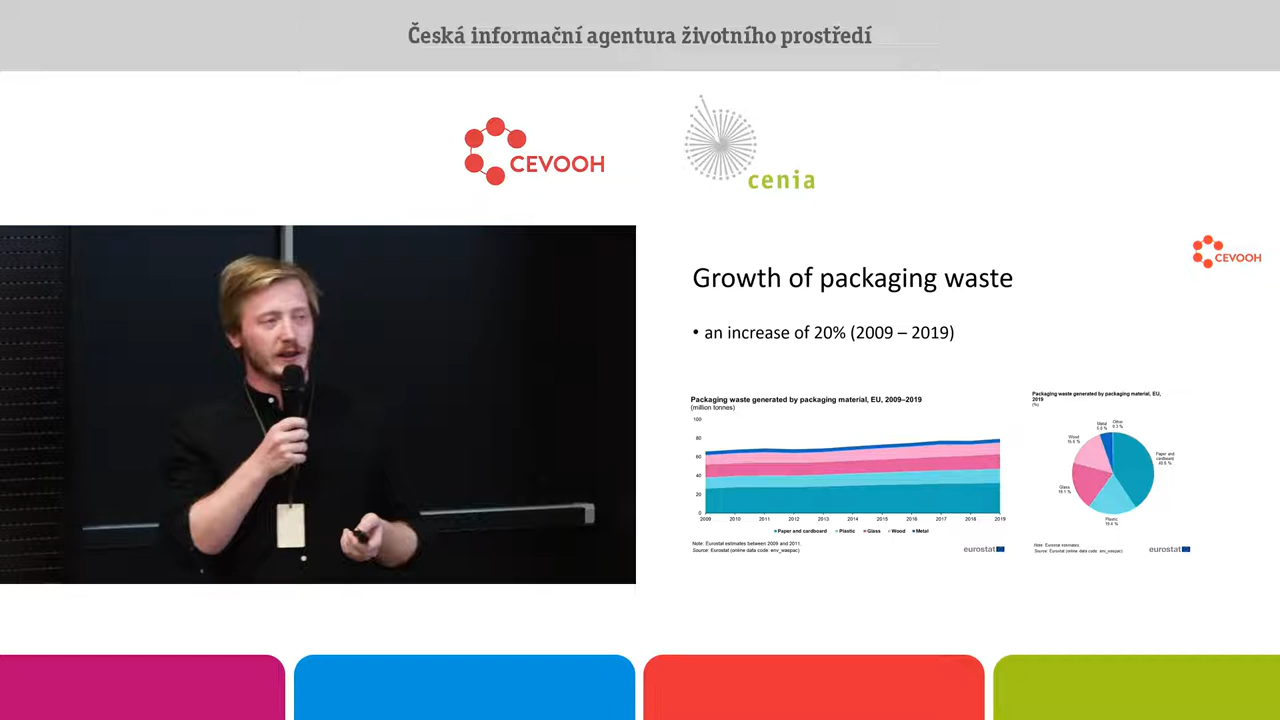 Česká informační agentura životního prostředí
CEVOOH
cenia
CEVOOH
Growth of packaging waste
• an increase of 20% (2009 – 2019)
Packaging waste generated by packaging material, EU, 2009–2019
(million tonnes)
100
80
60
40
20
0
2009 2010 2011 2012 2013 2014 2015 2016 2017 2018 2019
Paper and cardboard Plastic Glass Wood Metal
Note: Eurostat estimates between 2009 and 2011.
Source: Eurostat (online data code: env_waspac)
eurostat
Packaging waste generated by packaging material, EU,
2019
(%)
Metal
Other
Wood
Paper and
cardboard
Glass
Plastic
Note: Eurostat estimates.
Source: Eurostat (online data code: env_waspac)
eurostat